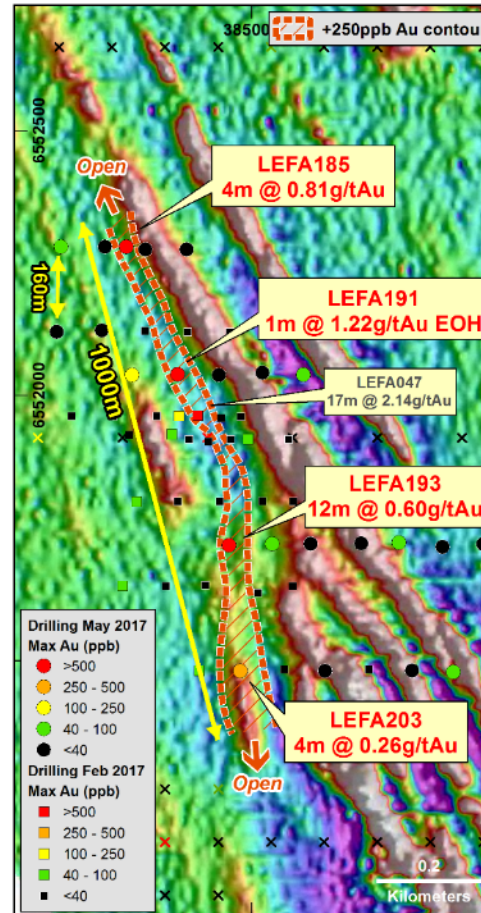 38500
+250ppb Au contou
6552500
Open
LEFA185
4m @ 0.81g/tAu
160m
1000m
LEFA191
1m @ 1.22g/tAu EOH
6552000
LEFA047
17m @ 2.14g/tAu
LEFA193
12m @ 0.60g/tAu
Drilling May 2017
Max Au (ppb)
>500
250 - 500
100 - 250
40 - 100
<40
Drilling Feb 2017
Max Au (ppb)
>500
250 - 500
100 - 250
40 - 100
<40
LEFA203
4m @ 0.26g/tAu
Open
0.2
Kilometers